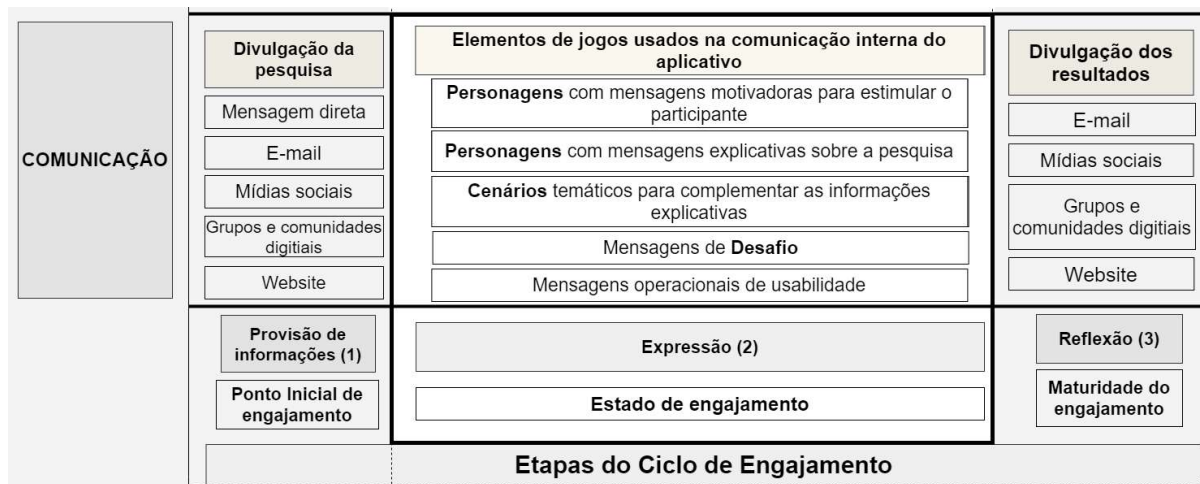 COMUNICAÇÃO
Divulgação da
pesquisa
Mensagem direta
E-mail
Mídias sociais
Grupos e comunidades
digitiais
Website
Elementos de jogos usados na comunicação interna do
aplicativo
Personagens com mensagens motivadoras para estimular o
participante
Personagens com mensagens explicativas sobre a pesquisa
Cenários temáticos para complementar as informações
explicativas
Mensagens de Desafio
Mensagens operacionais de usabilidade
Divulgação dos
resultados
E-mail
Mídias sociais
Grupos e
comunidades digitiais
Website
Provisão de
informações (1)
Ponto Inicial de
engajamento
Expressão (2)
Estado de engajamento
Reflexão (3)
Maturidade do
engajamento
Etapas do Ciclo de Engajamento